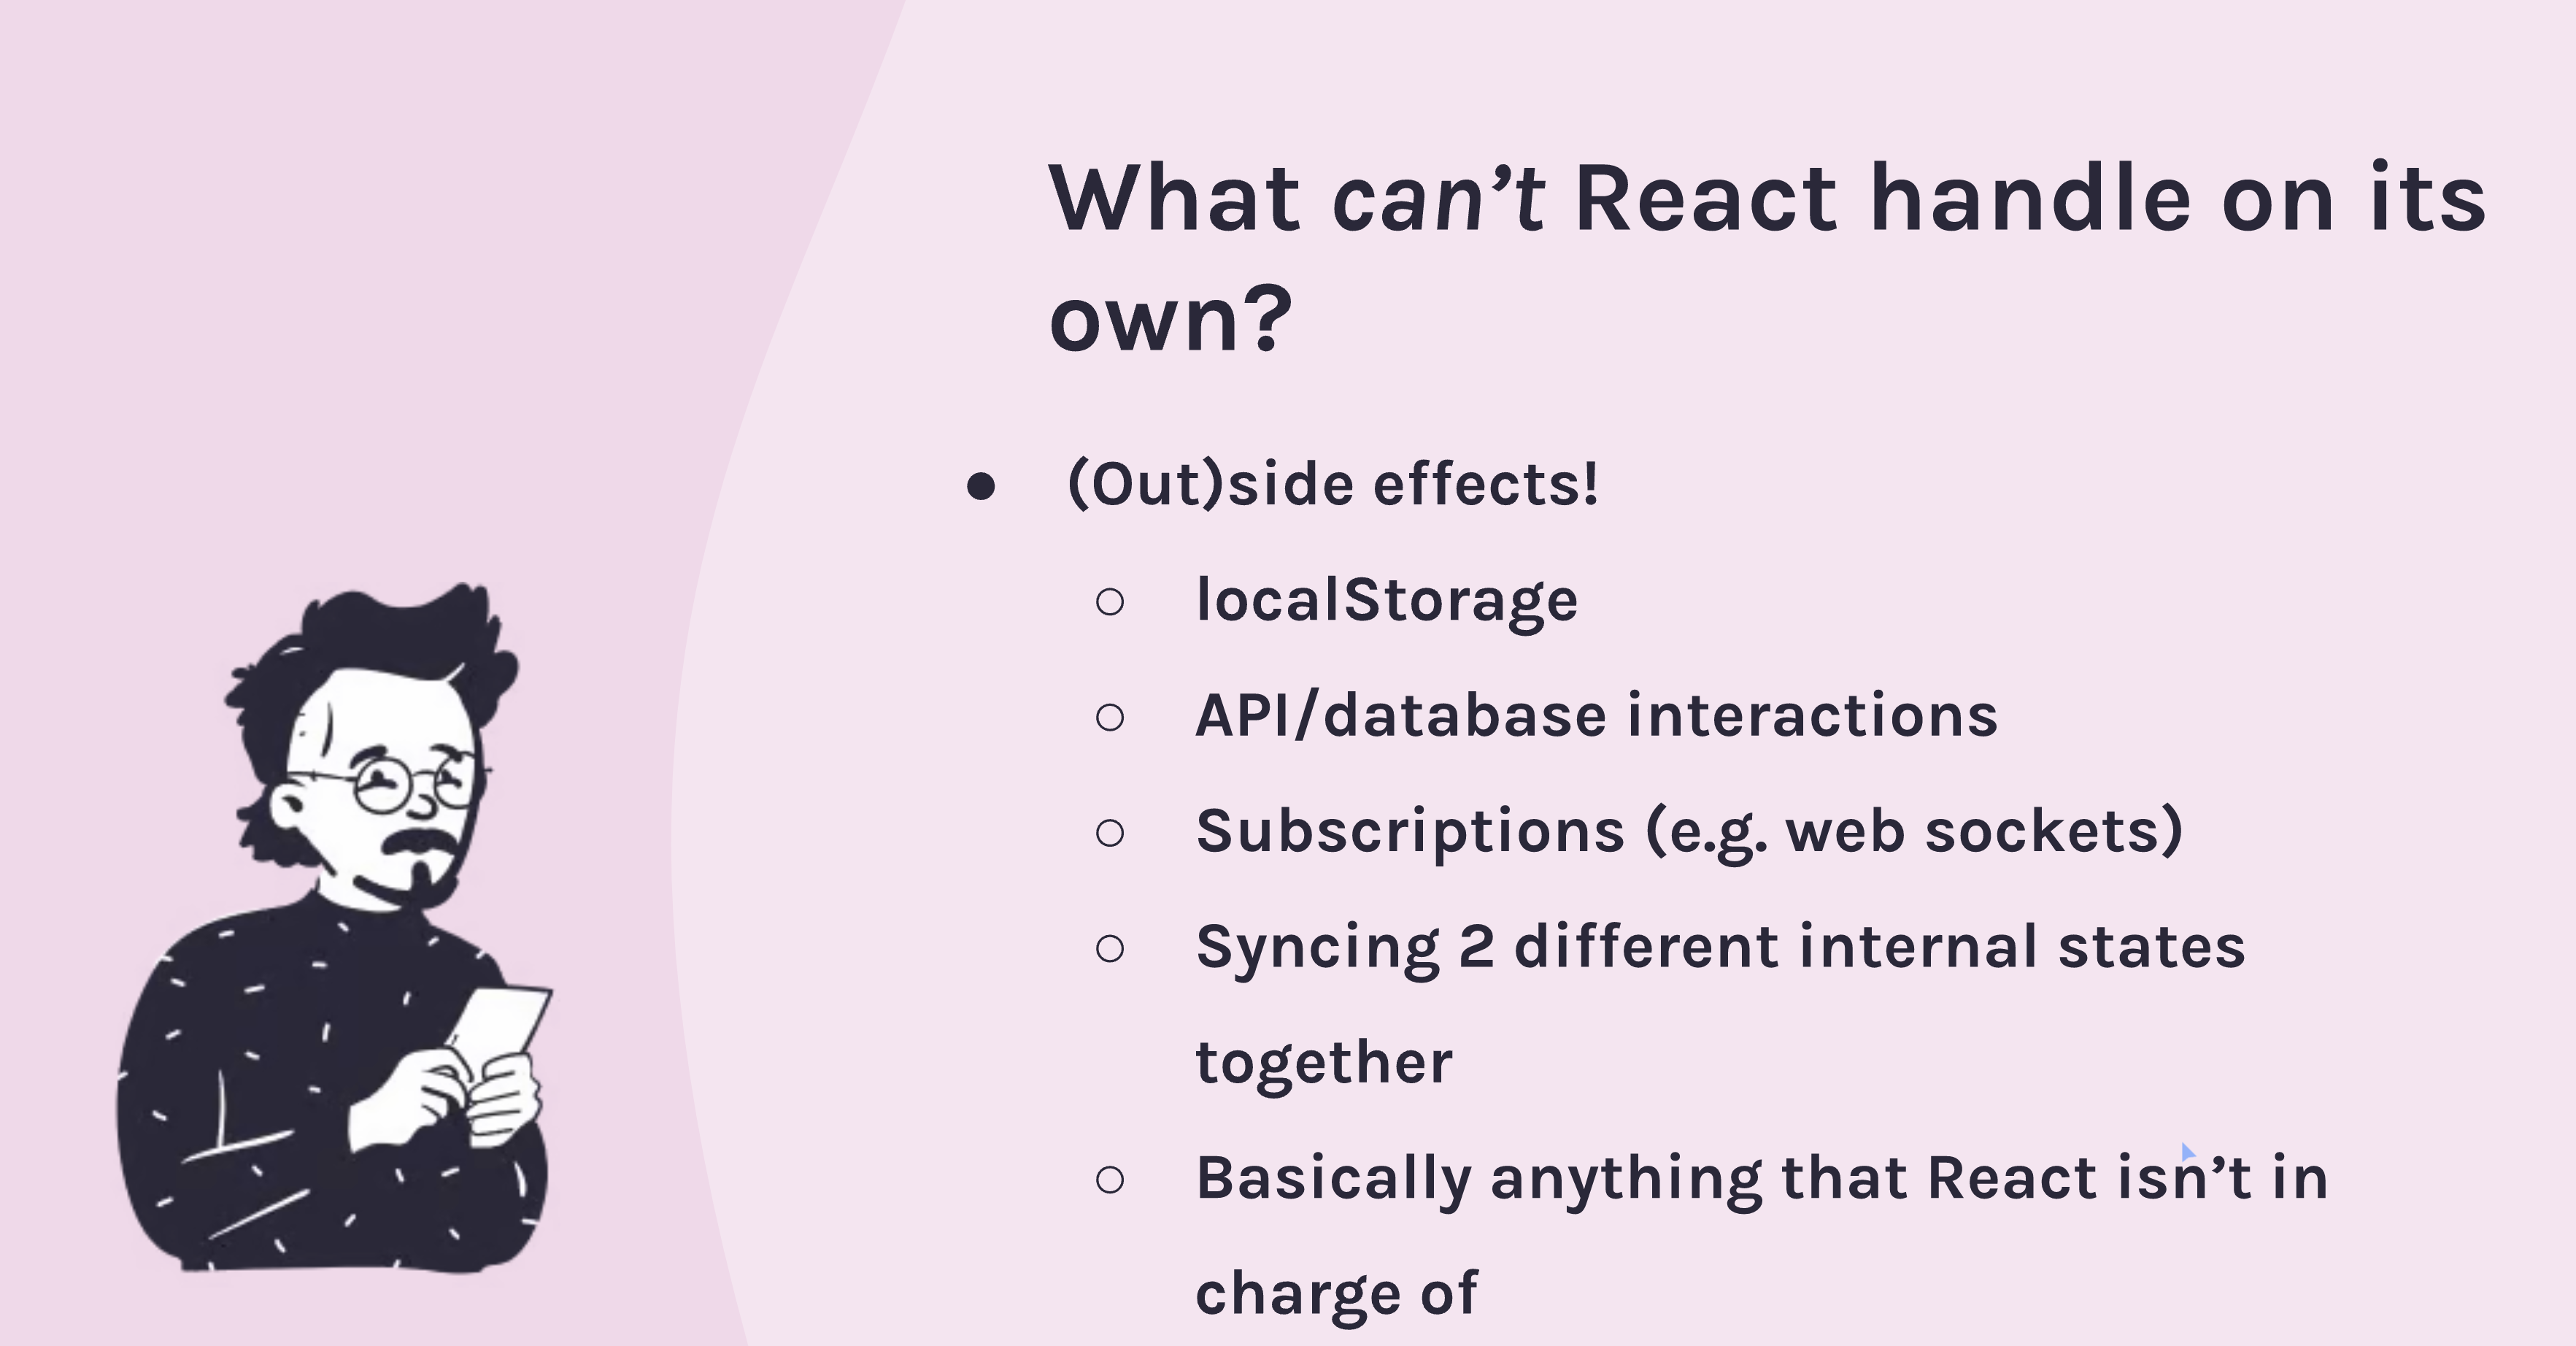 What can’t React handle on its
own?
● (Out)side effects!
○ localStorage
○ API/database interactions
○ Subscriptions (e.g. web sockets)
○ Syncing 2 different internal states
together
○ Basically anything that React isn’t in
charge of